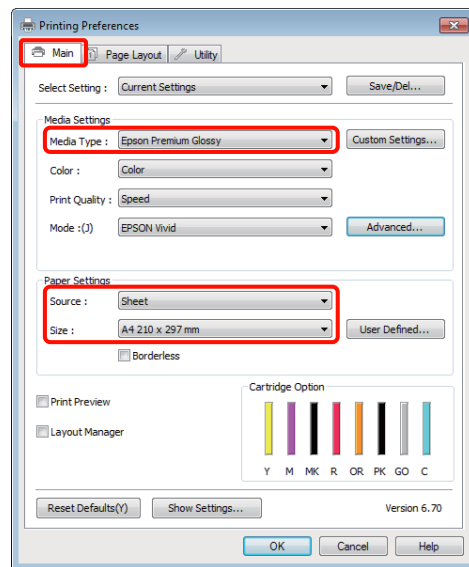 Printing Preferences
Main Page Layout Utility
Select Setting : Current Settings Save/Del...
Media Settings
Media Type : Epson Premium Glossy Custom Settings...
Color : Color
Print Quality : Speed
Mode :(J) EPSON Vivid Advanced...
Paper Settings
Source : Sheet
Size : A4 210 x 297 mm User Defined...
Borderless
Cartridge Option
Print Preview
Layout Manager
Y M MK R OR PK GO C
Reset Defaults(Y) Show Settings... Version 6.70
OK Cancel Help